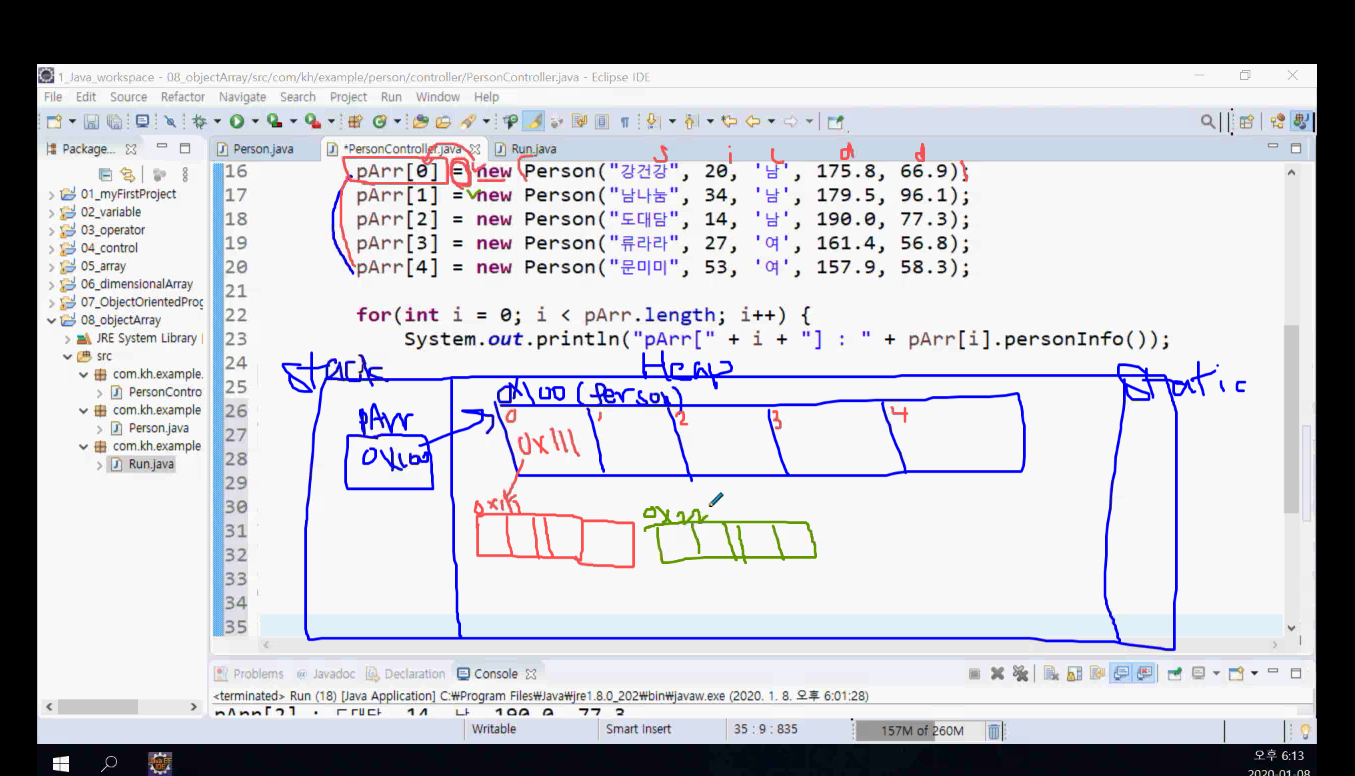 1_Java_workspace - 08_objectArray/src/com/kh/example/person/controller/PersonController.java - Eclipse IDE
File Edit Source Refactor Navigate Search Project Run Window Help
Package... Person.java *PersonController.java Run.java
01_myFirstProject
02_variable
03_operator
04_control
05_array
06_dimensionalArray
07_ObjectOrientedProg
08_objectArray
JRE System Library
src
com.kh.example.
PersonContro
com.kh.example
Person.java
com.kh.example
Run.java
S i c d d
16 pArr[0] = new Person("강건강", 20, '남', 175.8, 66.9);
17 pArr[1] = new Person("남나눔", 34, '남', 179.5, 96.1);
18 pArr[2] = new Person("도대담", 14, '남', 190.0, 77.3);
19 pArr[3] = new Person("류라라", 27, '여', 161.4, 56.8);
20 pArr[4] = new Person("문미미", 53, '여', 157.9, 58.3);
21
22 for(int i = 0; i < pArr.length; i++) {
23 System.out.println("pArr[" + i + "] : " + pArr[i].personInfo());
24 }
25
26
27
28
29
30
31
32
33
34
35
Stack Heap Static
0x100 (Person)
pArr 0 1 2 3 4
0x100 0x111
0x111 0x222
Problems @ Javadoc Declaration Console
<terminated> Run (18) [Java Application] C:₩Program Files₩Java₩jre1.8.0_202₩bin₩javaw.exe (2020. 1. 8. 오후 6:01:28)
pArr[2] : 도대담, 14, 남, 190.0, 77.3
Writable Smart Insert 35 : 9 : 835 157M of 260M
오후 6:13
2020-01-08